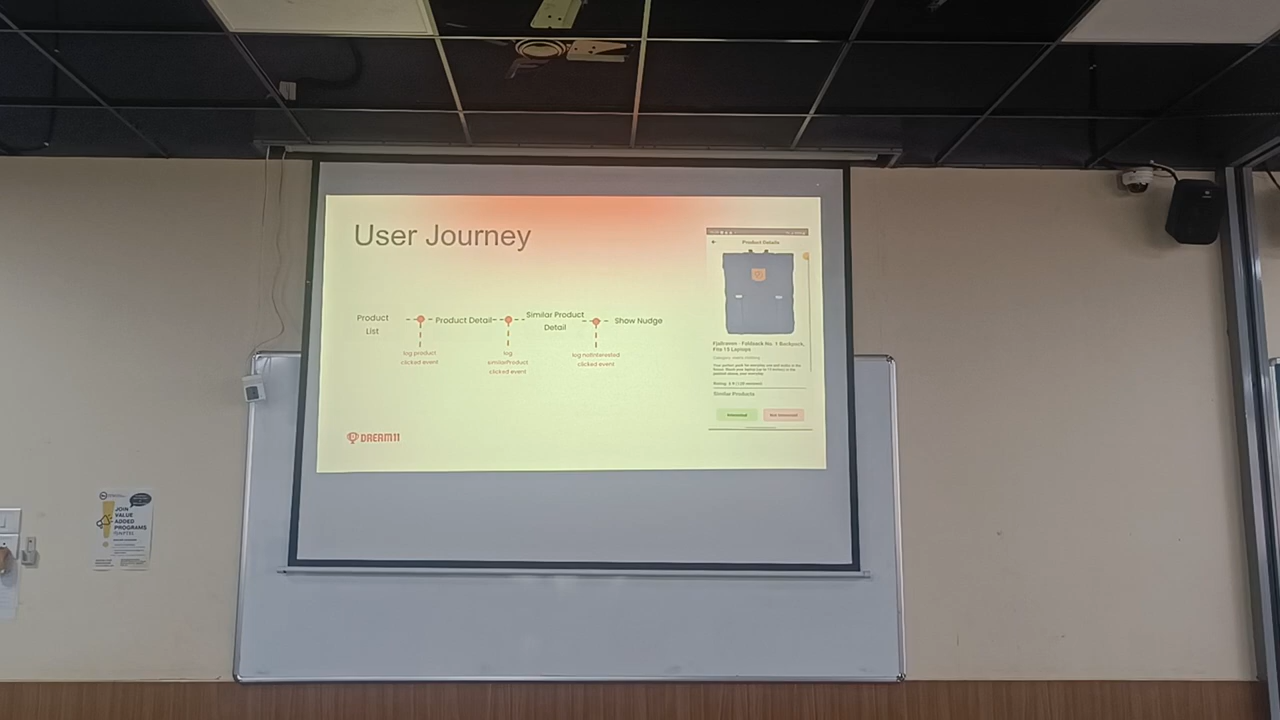 User Journey
Product
List
Product Detail
Similar Product
Detail
Show Nudge
log product
clicked event
log
similarProduct
clicked event
log notInterested
clicked event
DREAM11
Product Details
Fjallraven - Foldsack No. 1 Backpack,
Fits 15 Laptops
Similar Products
Interested
Not Interested
JOIN
VALUE
ADDED
PROGRAMS